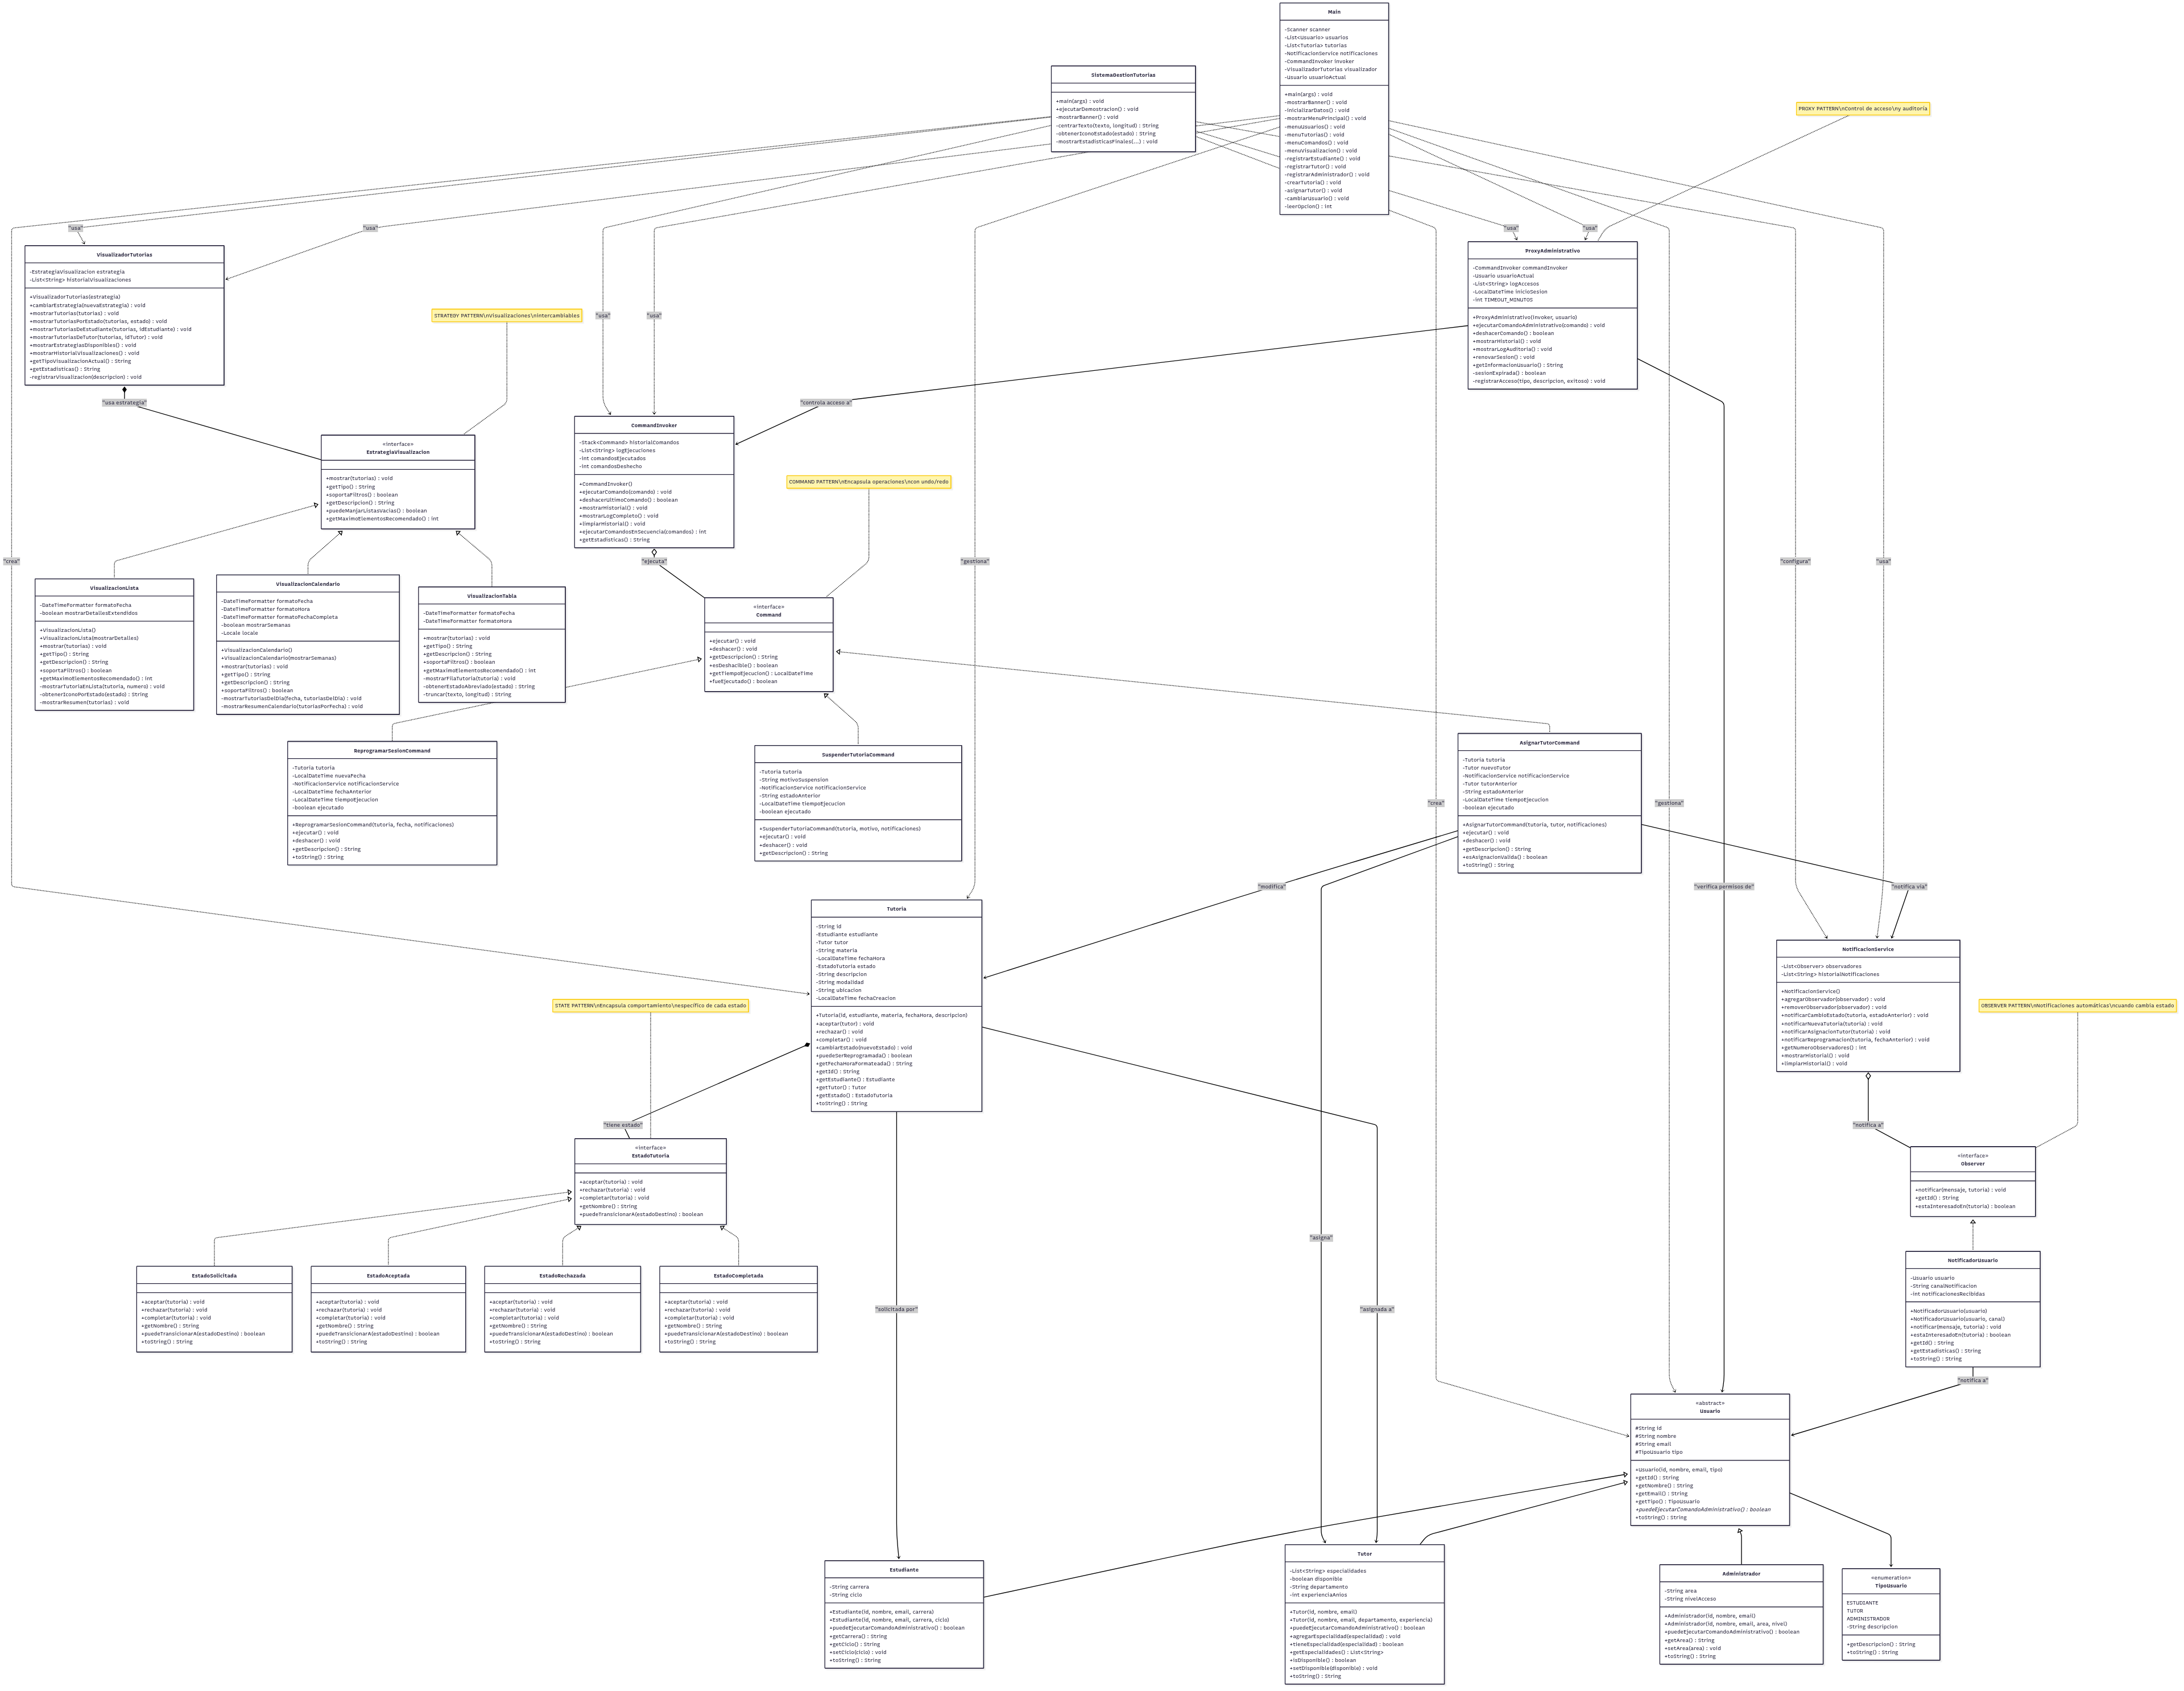 Main
-Scanner scanner
-List<Usuario> usuarios
-List<Tutoria> tutorias
-NotificacionService notificaciones
-CommandInvoker invoker
-VisualizadorTutorias visualizador
-Usuario usuarioActual
+main(args) : void
-mostrarBanner() : void
-inicializarDatos() : void
-mostrarMenuPrincipal() : void
-menuUsuarios() : void
-menuTutorias() : void
-menuComandos() : void
-menuVisualizacion() : void
-registrarEstudiante() : void
-registrarTutor() : void
-registrarAdministrador() : void
-crearTutoria() : void
-asignarTutor() : void
-cambiarUsuario() : void
-leerOpcion() : int
SistemaGestionTutorias
+main(args) : void
+ejecutarDemostracion() : void
-mostrarBanner() : void
-centrarTexto(texto, longitud) : String
-obtenerIconoEstado(estado) : String
-mostrarEstadisticasFinales(...) : void
PROXY PATTERN\nControl de acceso\ny auditoría
"usa"
"usa"
"usa"
"usa"
VisualizadorTutorias
-EstrategiaVisualizacion estrategia
-List<String> historialVisualizaciones
+VisualizadorTutorias(estrategia)
+cambiarEstrategia(nuevaEstrategia) : void
+mostrarTutorias(tutorias) : void
+mostrarTutoriasPorEstado(tutorias, estado) : void
+mostrarTutoriasDeEstudiante(tutorias, idEstudiante) : void
+mostrarTutoriasDeTutor(tutorias, idTutor) : void
+mostrarEstrategiasDisponibles() : void
+mostrarHistorialVisualizaciones() : void
+getTipoVisualizacionActual() : String
+getEstadisticas() : String
-registrarVisualizacion(descripcion) : void
ProxyAdministrativo
-CommandInvoker commandInvoker
-Usuario usuarioActual
-List<String> logAccesos
-LocalDateTime inicioSesion
-int TIMEOUT_MINUTOS
+ProxyAdministrativo(invoker, usuario)
+ejecutarComandoAdministrativo(comando) : void
+deshacerComando() : boolean
+mostrarHistorial() : void
+mostrarLogAuditoria() : void
+renovarSesion() : void
+getInformacionUsuario() : String
-sesionExpirada() : boolean
-registrarAcceso(tipo, descripcion, exitoso) : void
STRATEGY PATTERN\nVisualizaciones\nintercambiables
"usa"
"usa"
"usa estrategia"
"controla acceso a"
«interface»
EstrategiaVisualizacion
+mostrar(tutorias) : void
+getTipo() : String
+soportaFiltros() : boolean
+getDescripcion() : String
+puedeManjarListasVacias() : boolean
+getMaximoElementosRecomendado() : int
CommandInvoker
-Stack<Command> historialComandos
-List<String> logEjecuciones
-int comandosEjecutados
-int comandosDeshecho
+CommandInvoker()
+ejecutarComando(comando) : void
+deshacerUltimoComando() : boolean
+mostrarHistorial() : void
+mostrarLogCompleto() : void
+limpiarHistorial() : void
+ejecutarComandosEnSecuencia(comandos) : int
+getEstadisticas() : String
COMMAND PATTERN\nEncapsula operaciones\ncon undo/redo
"crea"
"ejecuta"
"gestiona"
"configura"
"usa"
VisualizacionLista
-DateTimeFormatter formatoFecha
-boolean mostrarDetallesExtendidos
+VisualizacionLista()
+VisualizacionLista(mostrarDetalles)
+mostrar(tutorias) : void
+getTipo() : String
+getDescripcion() : String
+soportaFiltros() : boolean
+getMaximoElementosRecomendado() : int
-mostrarTutoriaEnLista(tutoria, numero) : void
-obtenerIconoPorEstado(estado) : String
-mostrarResumen(tutorias) : void
VisualizacionCalendario
-DateTimeFormatter formatoFecha
-DateTimeFormatter formatoHora
-DateTimeFormatter formatoFechaCompleta
-boolean mostrarSemanas
-Locale locale
+VisualizacionCalendario()
+VisualizacionCalendario(mostrarSemanas)
+mostrar(tutorias) : void
+getTipo() : String
+getDescripcion() : String
+soportaFiltros() : boolean
-mostrarTutoriasDelDia(fecha, tutoriasDelDia) : void
-mostrarResumenCalendario(tutoriasPorFecha) : void
VisualizacionTabla
-DateTimeFormatter formatoFecha
-DateTimeFormatter formatoHora
+mostrar(tutorias) : void
+getTipo() : String
+getDescripcion() : String
+soportaFiltros() : boolean
+getMaximoElementosRecomendado() : int
-mostrarFilaTutoria(tutoria) : void
-obtenerEstadoAbreviado(estado) : String
-truncar(texto, longitud) : String
«interface»
Command
+ejecutar() : void
+deshacer() : void
+getDescripcion() : String
+esDeshacible() : boolean
+getTiempoEjecucion() : LocalDateTime
+fueEjecutado() : boolean
ReprogramarSesionCommand
-Tutoria tutoria
-LocalDateTime nuevaFecha
-NotificacionService notificacionService
-LocalDateTime fechaAnterior
-LocalDateTime tiempoEjecucion
-boolean ejecutado
+ReprogramarSesionCommand(tutoria, fecha, notificaciones)
+ejecutar() : void
+deshacer() : void
+getDescripcion() : String
+toString() : String
SuspenderTutoriaCommand
-Tutoria tutoria
-String motivoSuspension
-NotificacionService notificacionService
-String estadoAnterior
-LocalDateTime tiempoEjecucion
-boolean ejecutado
+SuspenderTutoriaCommand(tutoria, motivo, notificaciones)
+ejecutar() : void
+deshacer() : void
+getDescripcion() : String
AsignarTutorCommand
-Tutoria tutoria
-Tutor nuevoTutor
-NotificacionService notificacionService
-Tutor tutorAnterior
-String estadoAnterior
-LocalDateTime tiempoEjecucion
-boolean ejecutado
+AsignarTutorCommand(tutoria, tutor, notificaciones)
+ejecutar() : void
+deshacer() : void
+getDescripcion() : String
+esAsignacionValida() : boolean
+toString() : String
"crea"
"gestiona"
"modifica"
"verifica permisos de"
"notifica via"
Tutoria
-String id
-Estudiante estudiante
-Tutor tutor
-String materia
-LocalDateTime fechaHora
-EstadoTutoria estado
-String descripcion
-String modalidad
-String ubicacion
-LocalDateTime fechaCreacion
+Tutoria(id, estudiante, materia, fechaHora, descripcion)
+aceptar(tutor) : void
+rechazar() : void
+completar() : void
+cambiarEstado(nuevoEstado) : void
+puedeSerReprogramada() : boolean
+getFechaHoraFormateada() : String
+getId() : String
+getEstudiante() : Estudiante
+getTutor() : Tutor
+getEstado() : EstadoTutoria
+toString() : String
NotificacionService
-List<Observer> observadores
-List<String> historialNotificaciones
+NotificacionService()
+agregarObservador(observador) : void
+removerObservador(observador) : void
+notificarCambioEstado(tutoria, estadoAnterior) : void
+notificarNuevaTutoria(tutoria) : void
+notificarAsignacionTutor(tutoria) : void
+notificarReprogramacion(tutoria, fechaAnterior) : void
+getNumeroObservadores() : int
+mostrarHistorial() : void
+limpiarHistorial() : void
STATE PATTERN\nEncapsula comportamiento\nespecífico de cada estado
OBSERVER PATTERN\nNotificaciones automáticas\ncuando cambia estado
"tiene estado"
"notifica a"
«interface»
EstadoTutoria
+aceptar(tutoria) : void
+rechazar(tutoria) : void
+completar(tutoria) : void
+getNombre() : String
+puedeTransicionarA(estadoDestino) : boolean
«interface»
Observer
+notificar(mensaje, tutoria) : void
+getId() : String
+estaInteresadoEn(tutoria) : boolean
"asigna"
EstadoSolicitada
+aceptar(tutoria) : void
+rechazar(tutoria) : void
+completar(tutoria) : void
+getNombre() : String
+puedeTransicionarA(estadoDestino) : boolean
+toString() : String
EstadoAceptada
+aceptar(tutoria) : void
+rechazar(tutoria) : void
+completar(tutoria) : void
+getNombre() : String
+puedeTransicionarA(estadoDestino) : boolean
+toString() : String
EstadoRechazada
+aceptar(tutoria) : void
+rechazar(tutoria) : void
+completar(tutoria) : void
+getNombre() : String
+puedeTransicionarA(estadoDestino) : boolean
+toString() : String
EstadoCompletada
+aceptar(tutoria) : void
+rechazar(tutoria) : void
+completar(tutoria) : void
+getNombre() : String
+puedeTransicionarA(estadoDestino) : boolean
+toString() : String
"solicitada por"
"asignada a"
NotificadorUsuario
-Usuario usuario
-String canalNotificacion
-int notificacionesRecibidas
+NotificadorUsuario(usuario)
+NotificadorUsuario(usuario, canal)
+notificar(mensaje, tutoria) : void
+estaInteresadoEn(tutoria) : boolean
+getId() : String
+getEstadisticas() : String
+toString() : String
"notifica a"
«abstract»
Usuario
#String id
#String nombre
#String email
#TipoUsuario tipo
+Usuario(id, nombre, email, tipo)
+getId() : String
+getNombre() : String
+getEmail() : String
+getTipo() : TipoUsuario
+puedeEjecutarComandoAdministrativo() : boolean
+toString() : String
Estudiante
-String carrera
-String ciclo
+Estudiante(id, nombre, email, carrera)
+Estudiante(id, nombre, email, carrera, ciclo)
+puedeEjecutarComandoAdministrativo() : boolean
+getCarrera() : String
+getCiclo() : String
+setCiclo(ciclo) : void
+toString() : String
Tutor
-List<String> especialidades
-boolean disponible
-String departamento
-int experienciaAnios
+Tutor(id, nombre, email)
+Tutor(id, nombre, email, departamento, experiencia)
+puedeEjecutarComandoAdministrativo() : boolean
+agregarEspecialidad(especialidad) : void
+tieneEspecialidad(especialidad) : boolean
+getEspecialidades() : List<String>
+isDisponible() : boolean
+setDisponible(disponible) : void
+toString() : String
Administrador
-String area
-String nivelAcceso
+Administrador(id, nombre, email)
+Administrador(id, nombre, email, area, nivel)
+puedeEjecutarComandoAdministrativo() : boolean
+getArea() : String
+setArea(area) : void
+toString() : String
«enumeration»
TipoUsuario
ESTUDIANTE
TUTOR
ADMINISTRADOR
-String descripcion
+getDescripcion() : String
+toString() : String